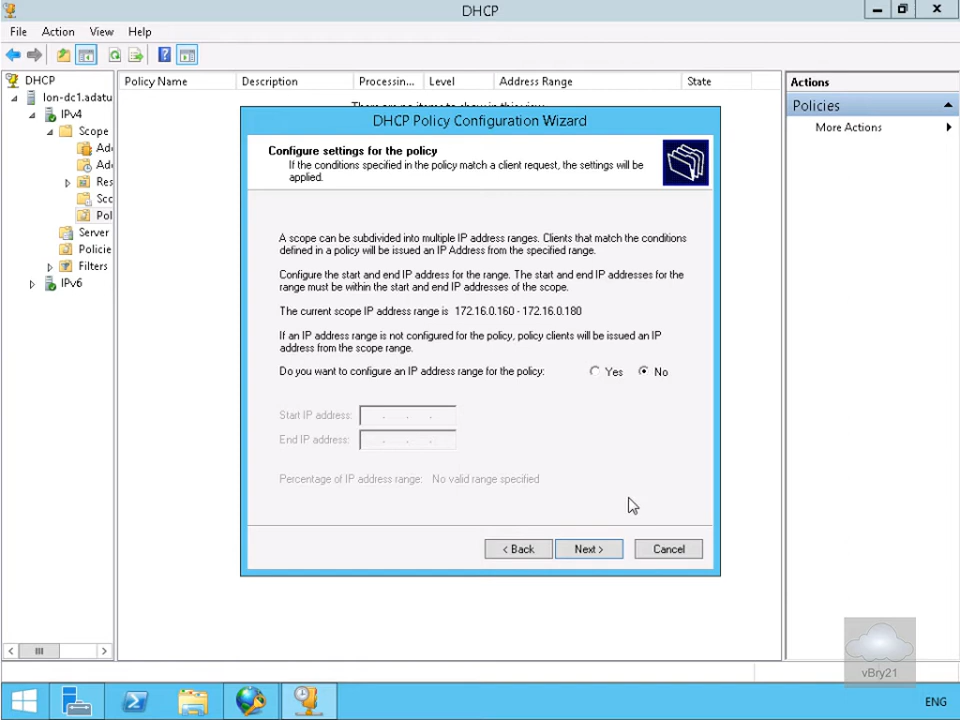 DHCP
File Action View Help
DHCP
lon-dc1.adatu
IPv4
Scope
Ad
Ad
Res
Sco
Pol
Server
Policie
Filters
IPv6
Policy Name Description Processin... Level Address Range State
DHCP Policy Configuration Wizard
Configure settings for the policy
If the conditions specified in the policy match a client request, the settings will be
applied.
A scope can be subdivided into multiple IP address ranges. Clients that match the conditions
defined in a policy will be issued an IP Address from the specified range.
Configure the start and end IP address for the range. The start and end IP addresses for the
range must be within the start and end IP addresses of the scope.
The current scope IP address range is 172.16.0.160 - 172.16.0.180
If an IP address range is not configured for the policy, policy clients will be issued an IP
address from the scope range.
Do you want to configure an IP address range for the policy: Yes No
Start IP address:
End IP address:
Percentage of IP address range: No valid range specified
< Back Next > Cancel
Actions
Policies
More Actions
vBry21
ENG